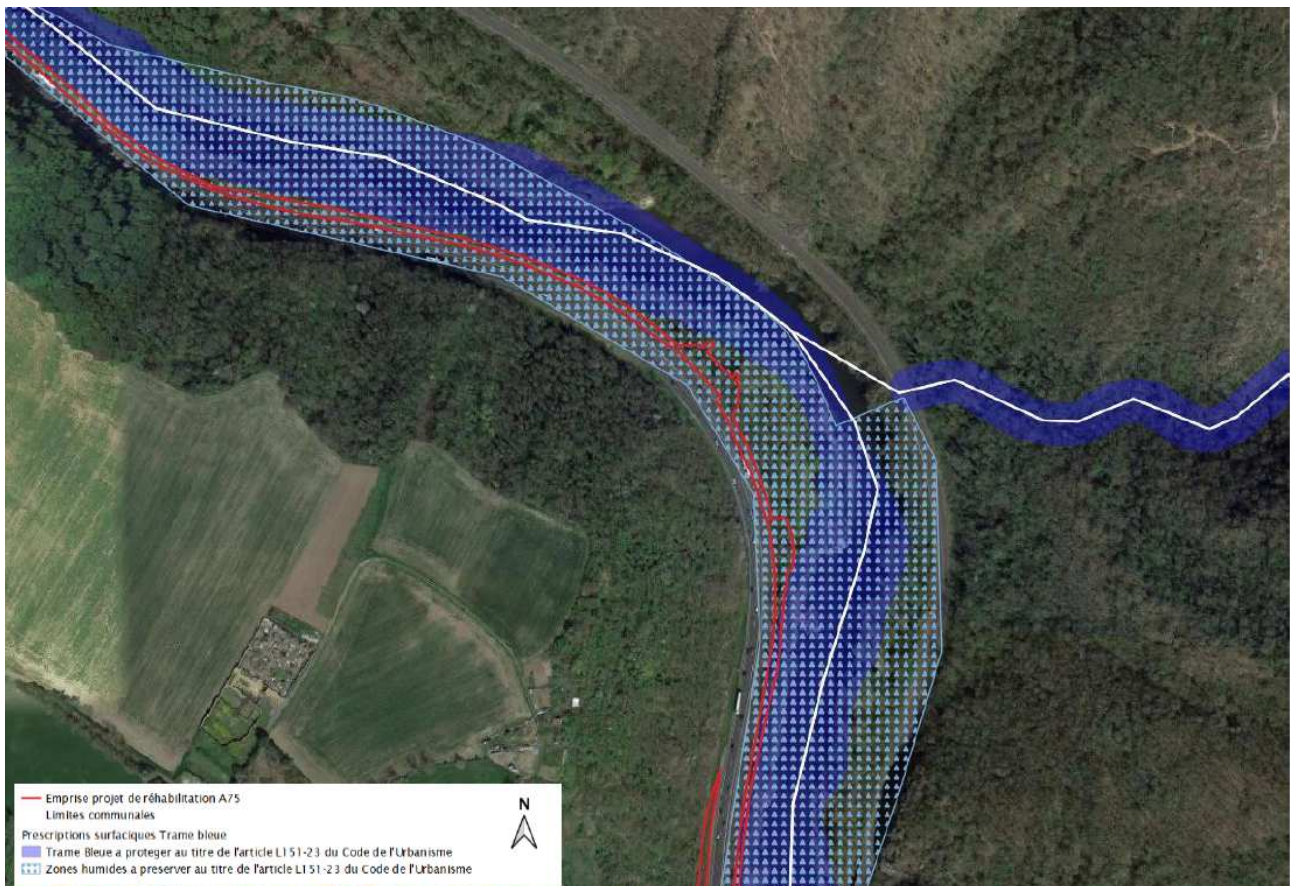 Emprise projet de réhabilitation A75
Limites communales
Prescriptions surfaciques Trame bleue
Trame Bleue a proteger au titre de l'article L151-23 du Code de l'Urbanisme
Zones humides a preserver au titre de l'article L151-23 du Code de l'Urbanisme
N